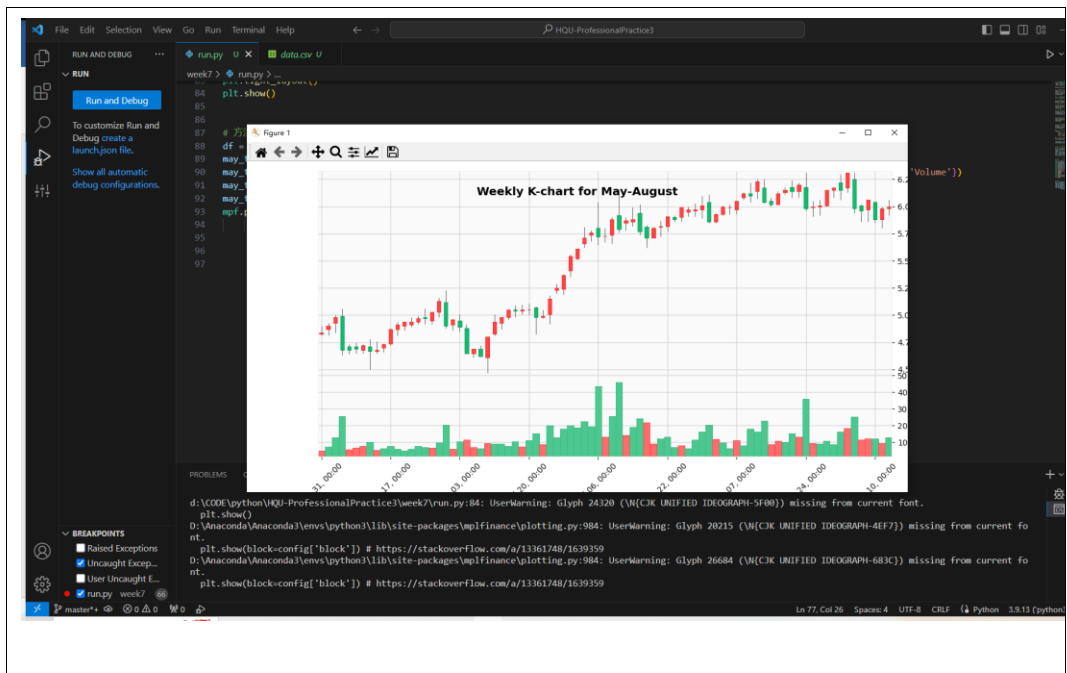 File Edit Selection View Go Run Terminal Help
HQU-ProfessionalPractice3
RUN AND DEBUG ···
RUN
Run and Debug
To customize Run and
Debug create a
launch.json file.
Show all automatic
debug configurations.
run.py U ×
data.csv U
week7 > run.py > ...
84 plt.show()
85
86
87 #
88 df =
89 may_
90 may_ 'Volume'})
91 may_
92 may_
93 mpf.
94
95
96
97
Figure 1
Weekly K-chart for May-August
6.2
6.0
5.7
5.5
5.2
5.0
4.7
4.5
50
40
30
20
10
31, 00:00
17, 00:00
03, 00:00
20, 00:00
06, 00:00
22, 00:00
07, 00:00
24, 00:00
10, 00:00
PROBLEMS
d:\CODE\python\HQU-ProfessionalPractice3\week7\run.py:84: UserWarning: Glyph 24320 (\N{CJK UNIFIED IDEOGRAPH-5F00}) missing from current font.
plt.show()
D:\Anaconda\Anaconda3\envs\python3\lib\site-packages\mplfinance\plotting.py:984: UserWarning: Glyph 20215 (\N{CJK UNIFIED IDEOGRAPH-4EF7}) missing from current fo
nt.
plt.show(block=config['block']) # https://stackoverflow.com/a/13361748/1639359
D:\Anaconda\Anaconda3\envs\python3\lib\site-packages\mplfinance\plotting.py:984: UserWarning: Glyph 26684 (\N{CJK UNIFIED IDEOGRAPH-683C}) missing from current fo
nt.
plt.show(block=config['block']) # https://stackoverflow.com/a/13361748/1639359
BREAKPOINTS
Raised Exceptions
Uncaught Excep...
User Uncaught E...
run.py week7 66
master*+ 0 0 0 Ln 77, Col 26 Spaces: 4 UTF-8 CRLF Python 3.9.13 ('python3